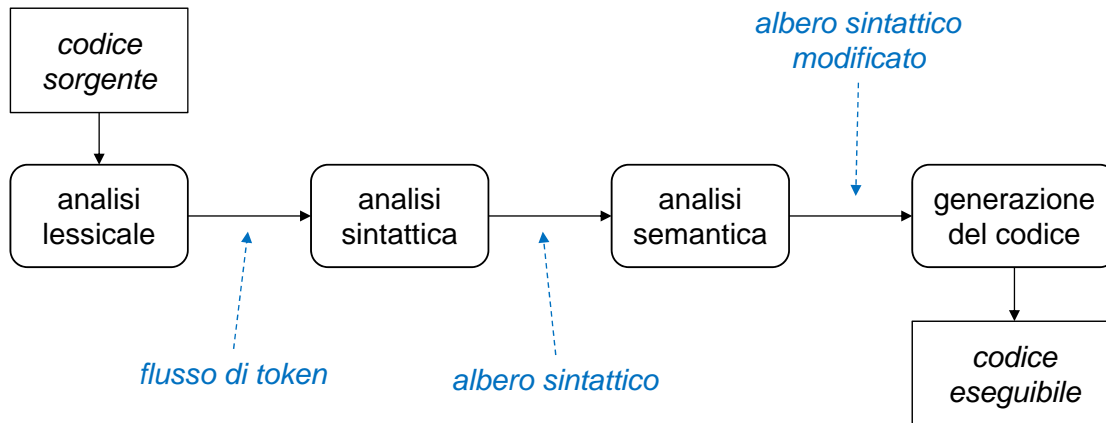 codice
sorgente
albero sintattico
modificato
analisi
lessicale
analisi
sintattica
analisi
semantica
generazione
del codice
flusso di token
albero sintattico
codice
eseguibile